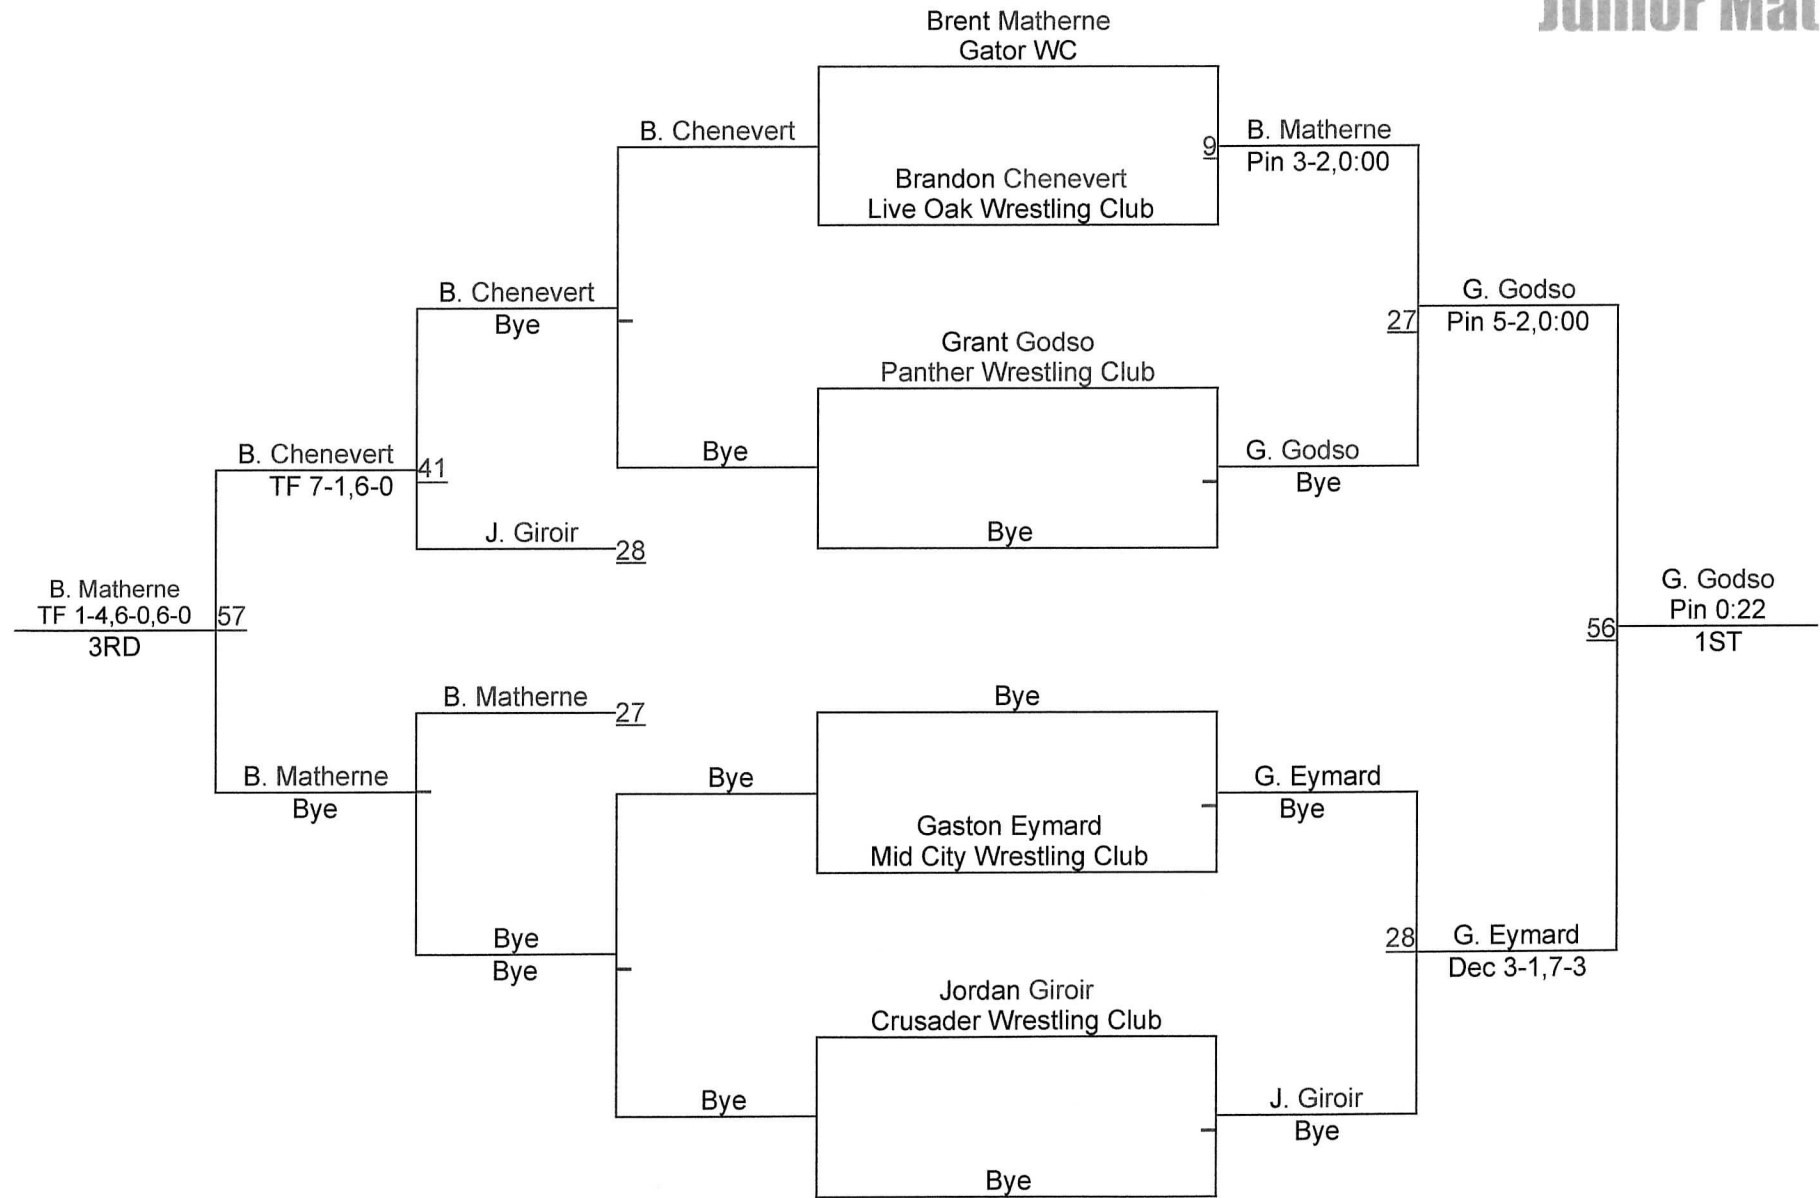 Junior Mat
Brent Matherne
Gator WC
B. Chenevert
9
B. Matherne
Pin 3-2,0:00
Brandon Chenevert
Live Oak Wrestling Club
B. Chenevert
Bye
G. Godso
27
Pin 5-2,0:00
Grant Godso
Panther Wrestling Club
B. Chenevert
41
TF 7-1,6-0
Bye
G. Godso
Bye
J. Giroir
28
Bye
B. Matherne
TF 1-4,6-0,6-0
57
3RD
G. Godso
Pin 0:22
56
1ST
B. Matherne
27
Bye
B. Matherne
Bye
Bye
G. Eymard
Bye
Gaston Eymard
Mid City Wrestling Club
Bye
Bye
28
G. Eymard
Dec 3-1,7-3
Jordan Giroir
Crusader Wrestling Club
Bye
J. Giroir
Bye
Bye